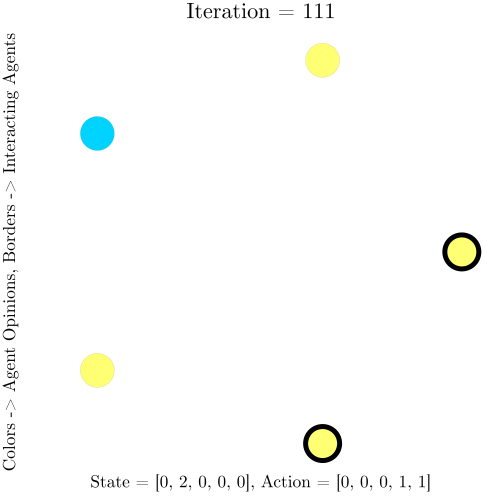 Iteration = 111
Colors -> Agent Opinions, Borders -> Interacting Agents
State = [0, 2, 0, 0, 0], Action = [0, 0, 0, 1, 1]